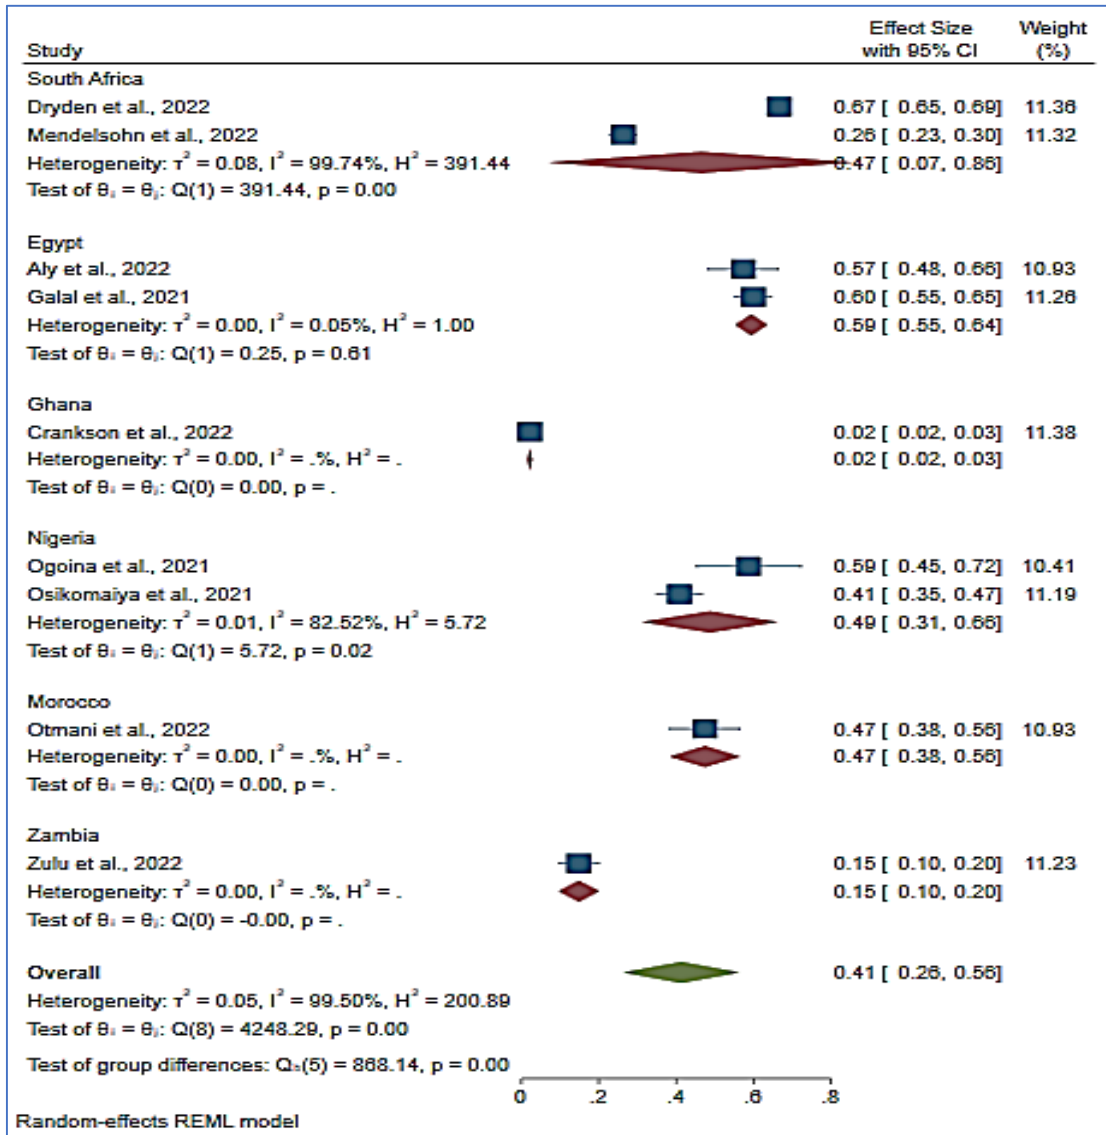 Effect Size Weight
Study with 95% CI (%)
South Africa
Dryden et al., 2022 0.67 [ 0.65, 0.69] 11.36
Mendelsohn et al., 2022 0.26 [ 0.23, 0.30] 11.32
Heterogeneity: τ² = 0.08, I² = 99.74%, H² = 391.44 0.47 [ 0.07, 0.86]
Test of θᵢ = θⱼ: Q(1) = 391.44, p = 0.00
Egypt
Aly et al., 2022 0.57 [ 0.48, 0.66] 10.93
Galal et al., 2021 0.60 [ 0.55, 0.65] 11.26
Heterogeneity: τ² = 0.00, I² = 0.05%, H² = 1.00 0.59 [ 0.55, 0.64]
Test of θᵢ = θⱼ: Q(1) = 0.25, p = 0.61
Ghana
Crankson et al., 2022 0.02 [ 0.02, 0.03] 11.38
Heterogeneity: τ² = 0.00, I² = .%, H² = . 0.02 [ 0.02, 0.03]
Test of θᵢ = θⱼ: Q(0) = 0.00, p = .
Nigeria
Ogoina et al., 2021 0.59 [ 0.45, 0.72] 10.41
Osikomaiya et al., 2021 0.41 [ 0.35, 0.47] 11.19
Heterogeneity: τ² = 0.01, I² = 82.52%, H² = 5.72 0.49 [ 0.31, 0.66]
Test of θᵢ = θⱼ: Q(1) = 5.72, p = 0.02
Morocco
Otmani et al., 2022 0.47 [ 0.38, 0.56] 10.93
Heterogeneity: τ² = 0.00, I² = .%, H² = . 0.47 [ 0.38, 0.56]
Test of θᵢ = θⱼ: Q(0) = 0.00, p = .
Zambia
Zulu et al., 2022 0.15 [ 0.10, 0.20] 11.23
Heterogeneity: τ² = 0.00, I² = .%, H² = . 0.15 [ 0.10, 0.20]
Test of θᵢ = θⱼ: Q(0) = -0.00, p = .
Overall 0.41 [ 0.26, 0.56]
Heterogeneity: τ² = 0.05, I² = 99.50%, H² = 200.89
Test of θᵢ = θⱼ: Q(8) = 4248.29, p = 0.00
Test of group differences: Q_b(5) = 868.14, p = 0.00
0 .2 .4 .6 .8
Random-effects REML model